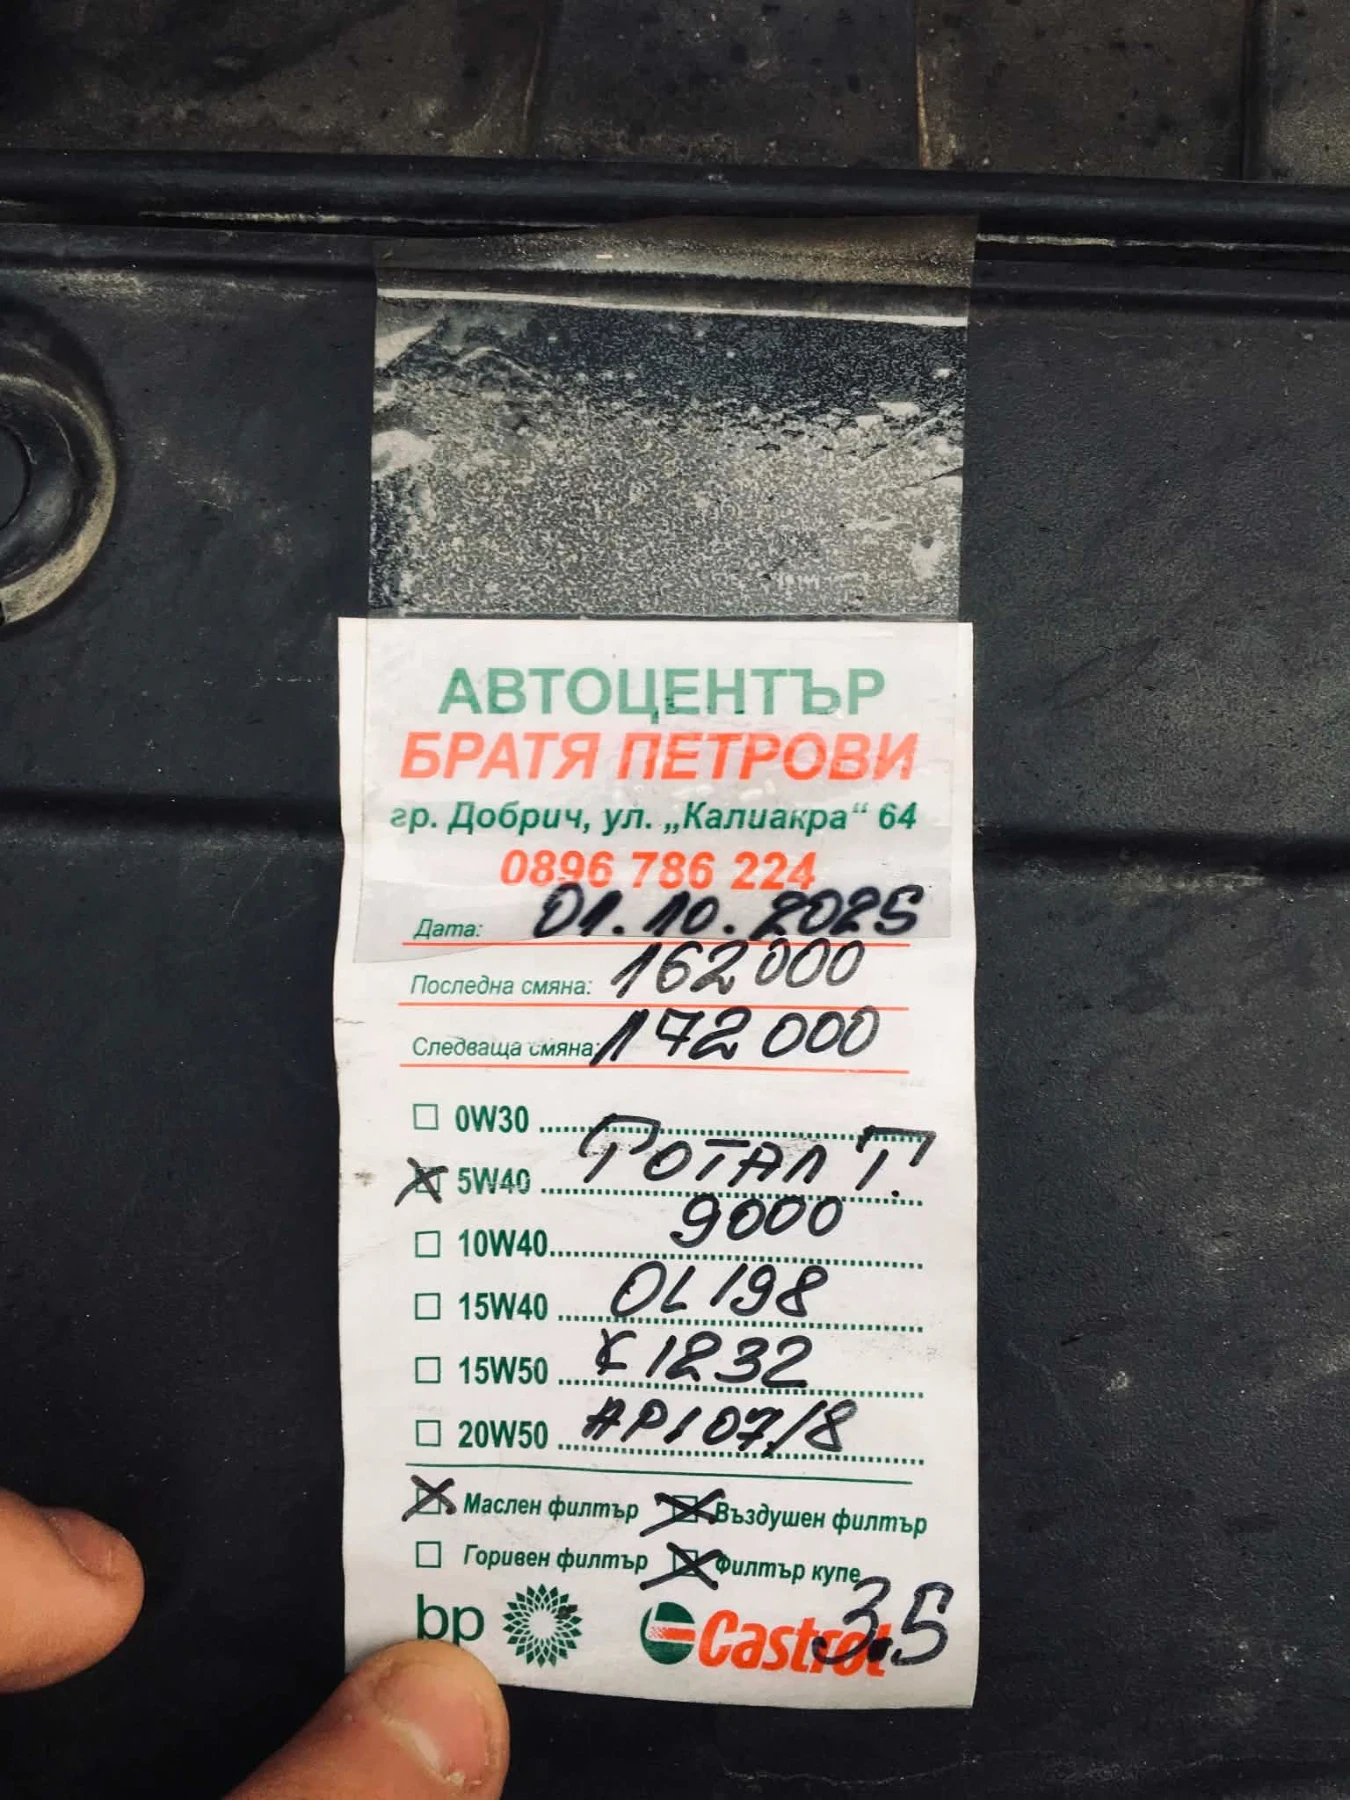 АВТОЦЕНТЪР
БРАТЯ ПЕТРОВИ
гр. Добрич, ул. „Калиакра“ 64
0896 786 224
Дата: 01.10.2025
Последна смяна: 162000
Следваща смяна: 172000
0W30
5W40 ТОТАЛ Т.
9000
10W40
15W40 OL198
15W50 K1232
20W50 AP107/8
Маслен филтър Въздушен филтър
Горивен филтър Филтър купе
3.5
bp Castrol